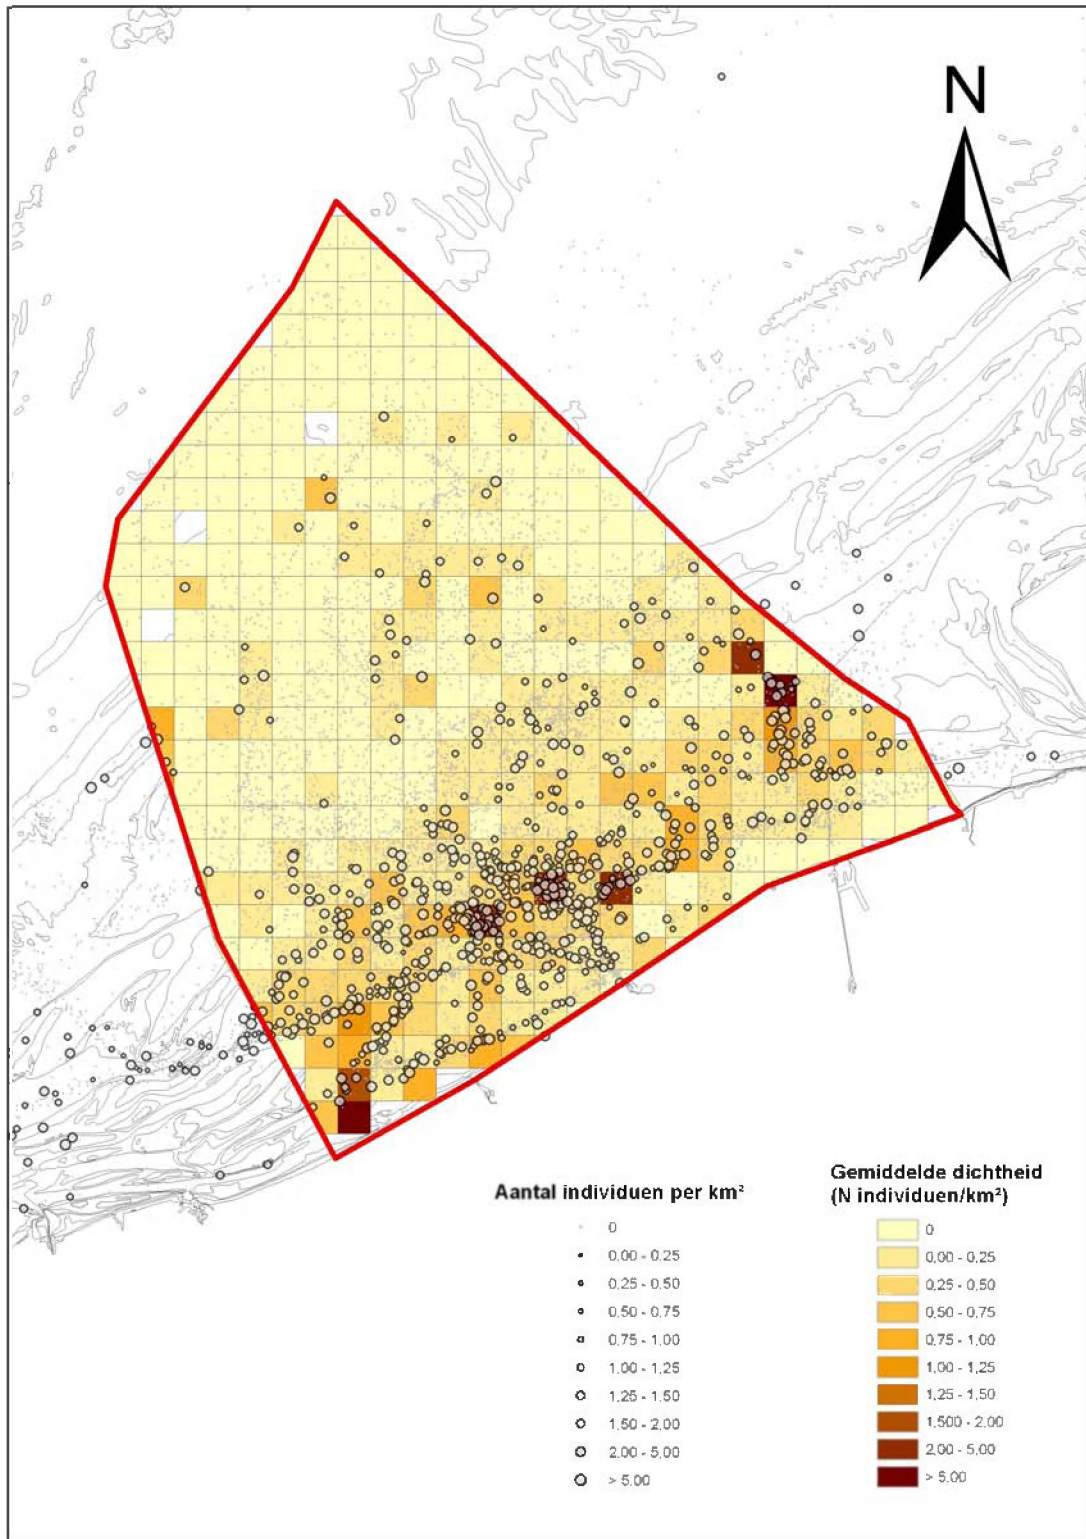 N
Aantal individuen per km²
0
0,00 - 0,25
0,25 - 0,50
0,50 - 0,75
0,75 - 1,00
1,00 - 1,25
1,25 - 1,50
1,50 - 2,00
2,00 - 5,00
> 5,00
Gemiddelde dichtheid
(N individuen/km²)
0
0,00 - 0,25
0,25 - 0,50
0,50 - 0,75
0,75 - 1,00
1,00 - 1,25
1,25 - 1,50
1,500 - 2,00
2,00 - 5,00
> 5,00